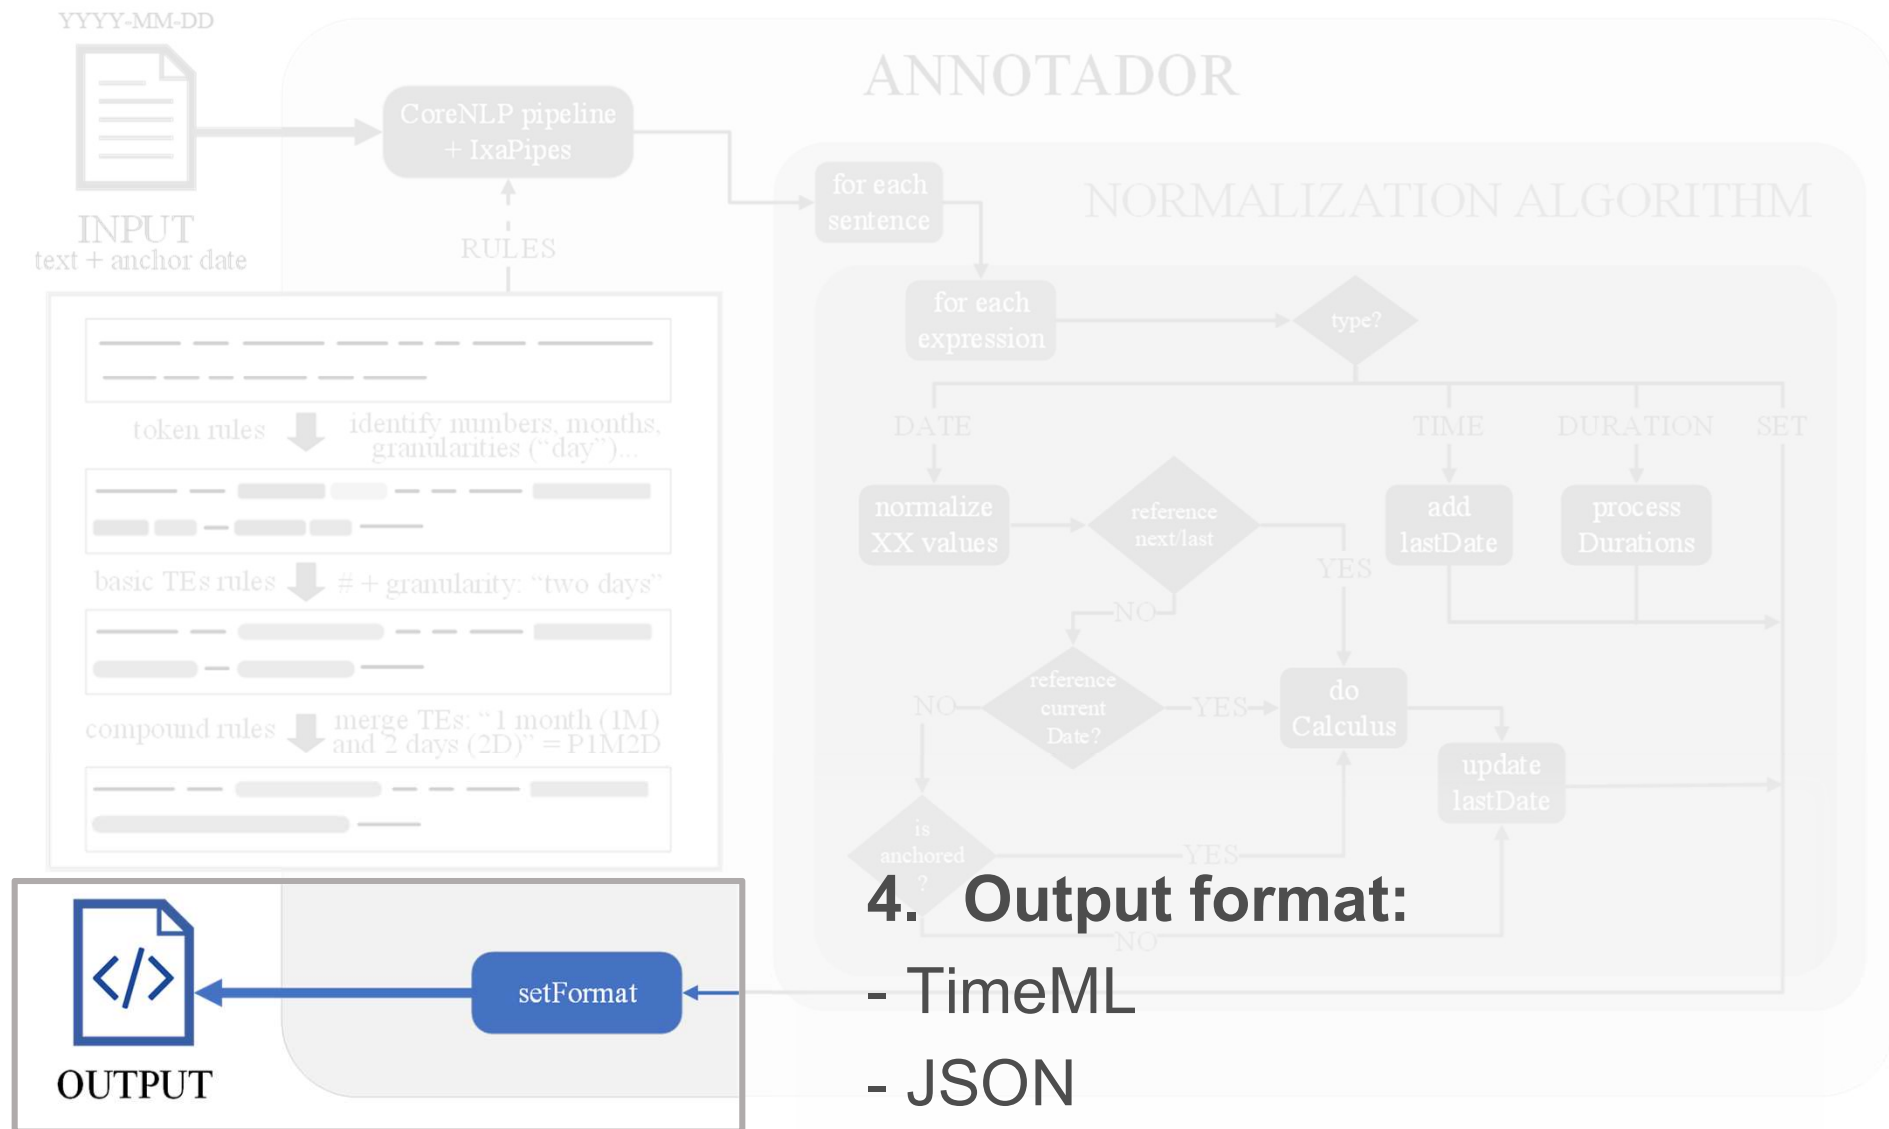 YYYY-MM-DD
INPUT
text + anchor date
ANNOTADOR
CoreNLP pipeline
+ IxaPipes
RULES
token rules
identify numbers, months,
granularities (“day”)...
basic TEs rules
# + granularity: “two days”
compound rules
merge TEs: “1 month (1M)
and 2 days (2D)” = P1M2D
NORMALIZATION ALGORITHM
for each
sentence
for each
expression
type?
DATE
TIME
DURATION
SET
normalize
XX values
reference
next/last
add
lastDate
process
Durations
YES
NO
reference
current
Date?
NO
YES
do
Calculus
update
lastDate
is
anchored
?
YES
NO
4. Output format:
- TimeML
- JSON
setFormat
</>
OUTPUT